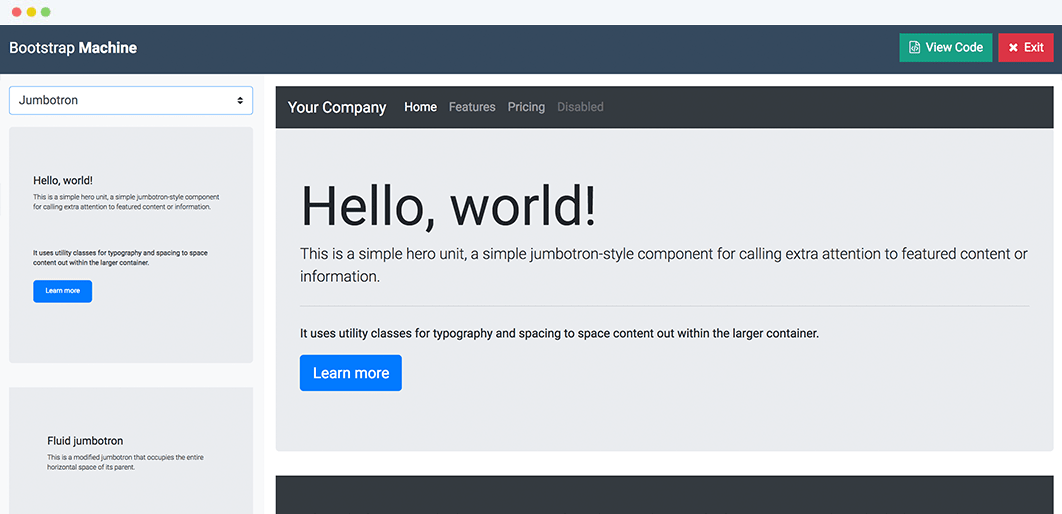 Bootstrap Machine
View Code
Exit
Jumbotron
Hello, world!
This is a simple hero unit, a simple jumbotron-style component
for calling extra attention to featured content or information.
It uses utility classes for typography and spacing to space
content out within the larger container.
Learn more
Fluid jumbotron
This is a modified jumbotron that occupies the entire
horizontal space of its parent.
Your Company
Home
Features
Pricing
Disabled
Hello, world!
This is a simple hero unit, a simple jumbotron-style component for calling extra attention to featured content or
information.
It uses utility classes for typography and spacing to space content out within the larger container.
Learn more